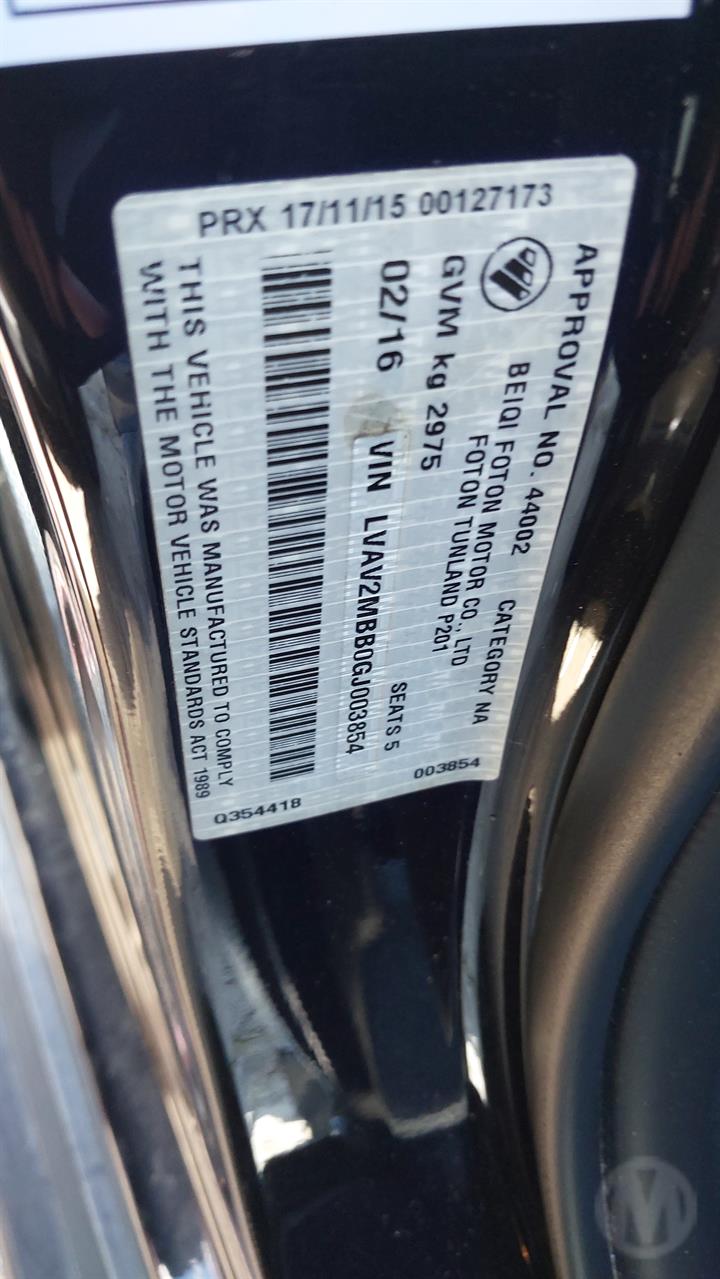 PRX 17/11/15 00127173
APPROVAL NO. 44002 CATEGORY NA
BEIQI FOTON MOTOR CO., LTD
FOTON TUNLAND P201
GVM kg 2975 SEATS 5
02/16 VIN LVAV2MBB0GJ003854
THIS VEHICLE WAS MANUFACTURED TO COMPLY
WITH THE MOTOR VEHICLE STANDARDS ACT 1989
Q354418
003854
M